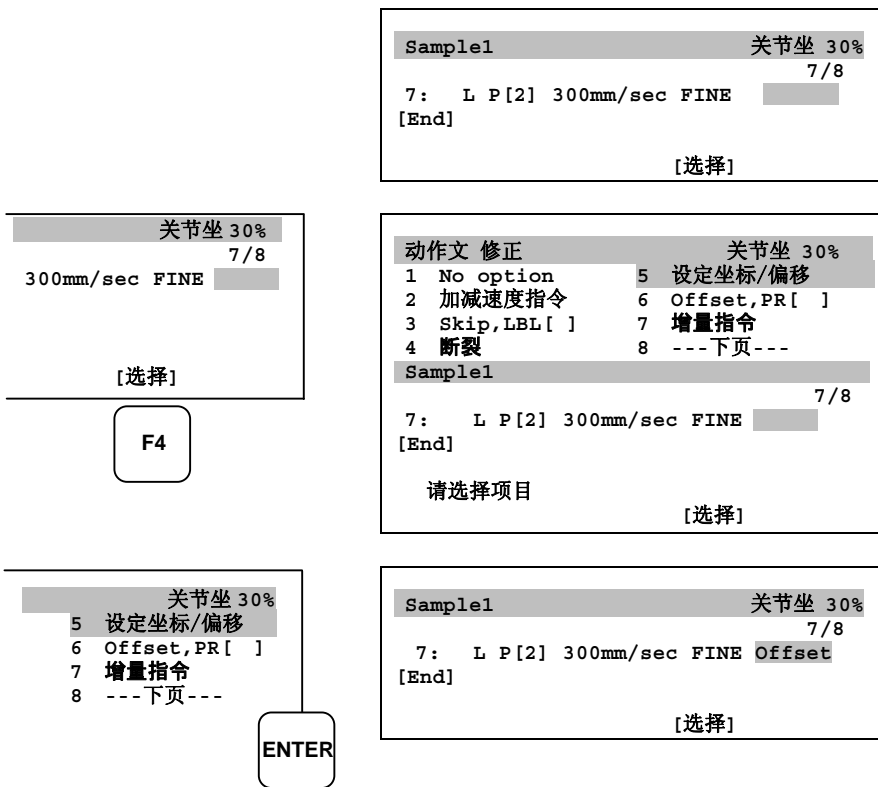 Sample1 关节坐 30%
7/8
7: L P[2] 300mm/sec FINE
[End]
[选择]
关节坐 30%
7/8
300mm/sec FINE
[选择]
F4
动作文 修正 关节坐 30%
1 No option 5 设定坐标/偏移
2 加减速度指令 6 Offset,PR[ ]
3 Skip,LBL[ ] 7 增量指令
4 断裂 8 ---下页---
Sample1
7/8
7: L P[2] 300mm/sec FINE
[End]
请选择项目
[选择]
关节坐 30%
5 设定坐标/偏移
6 Offset,PR[ ]
7 增量指令
8 ---下页---
ENTER
Sample1 关节坐 30%
7/8
7: L P[2] 300mm/sec FINE Offset
[End]
[选择]